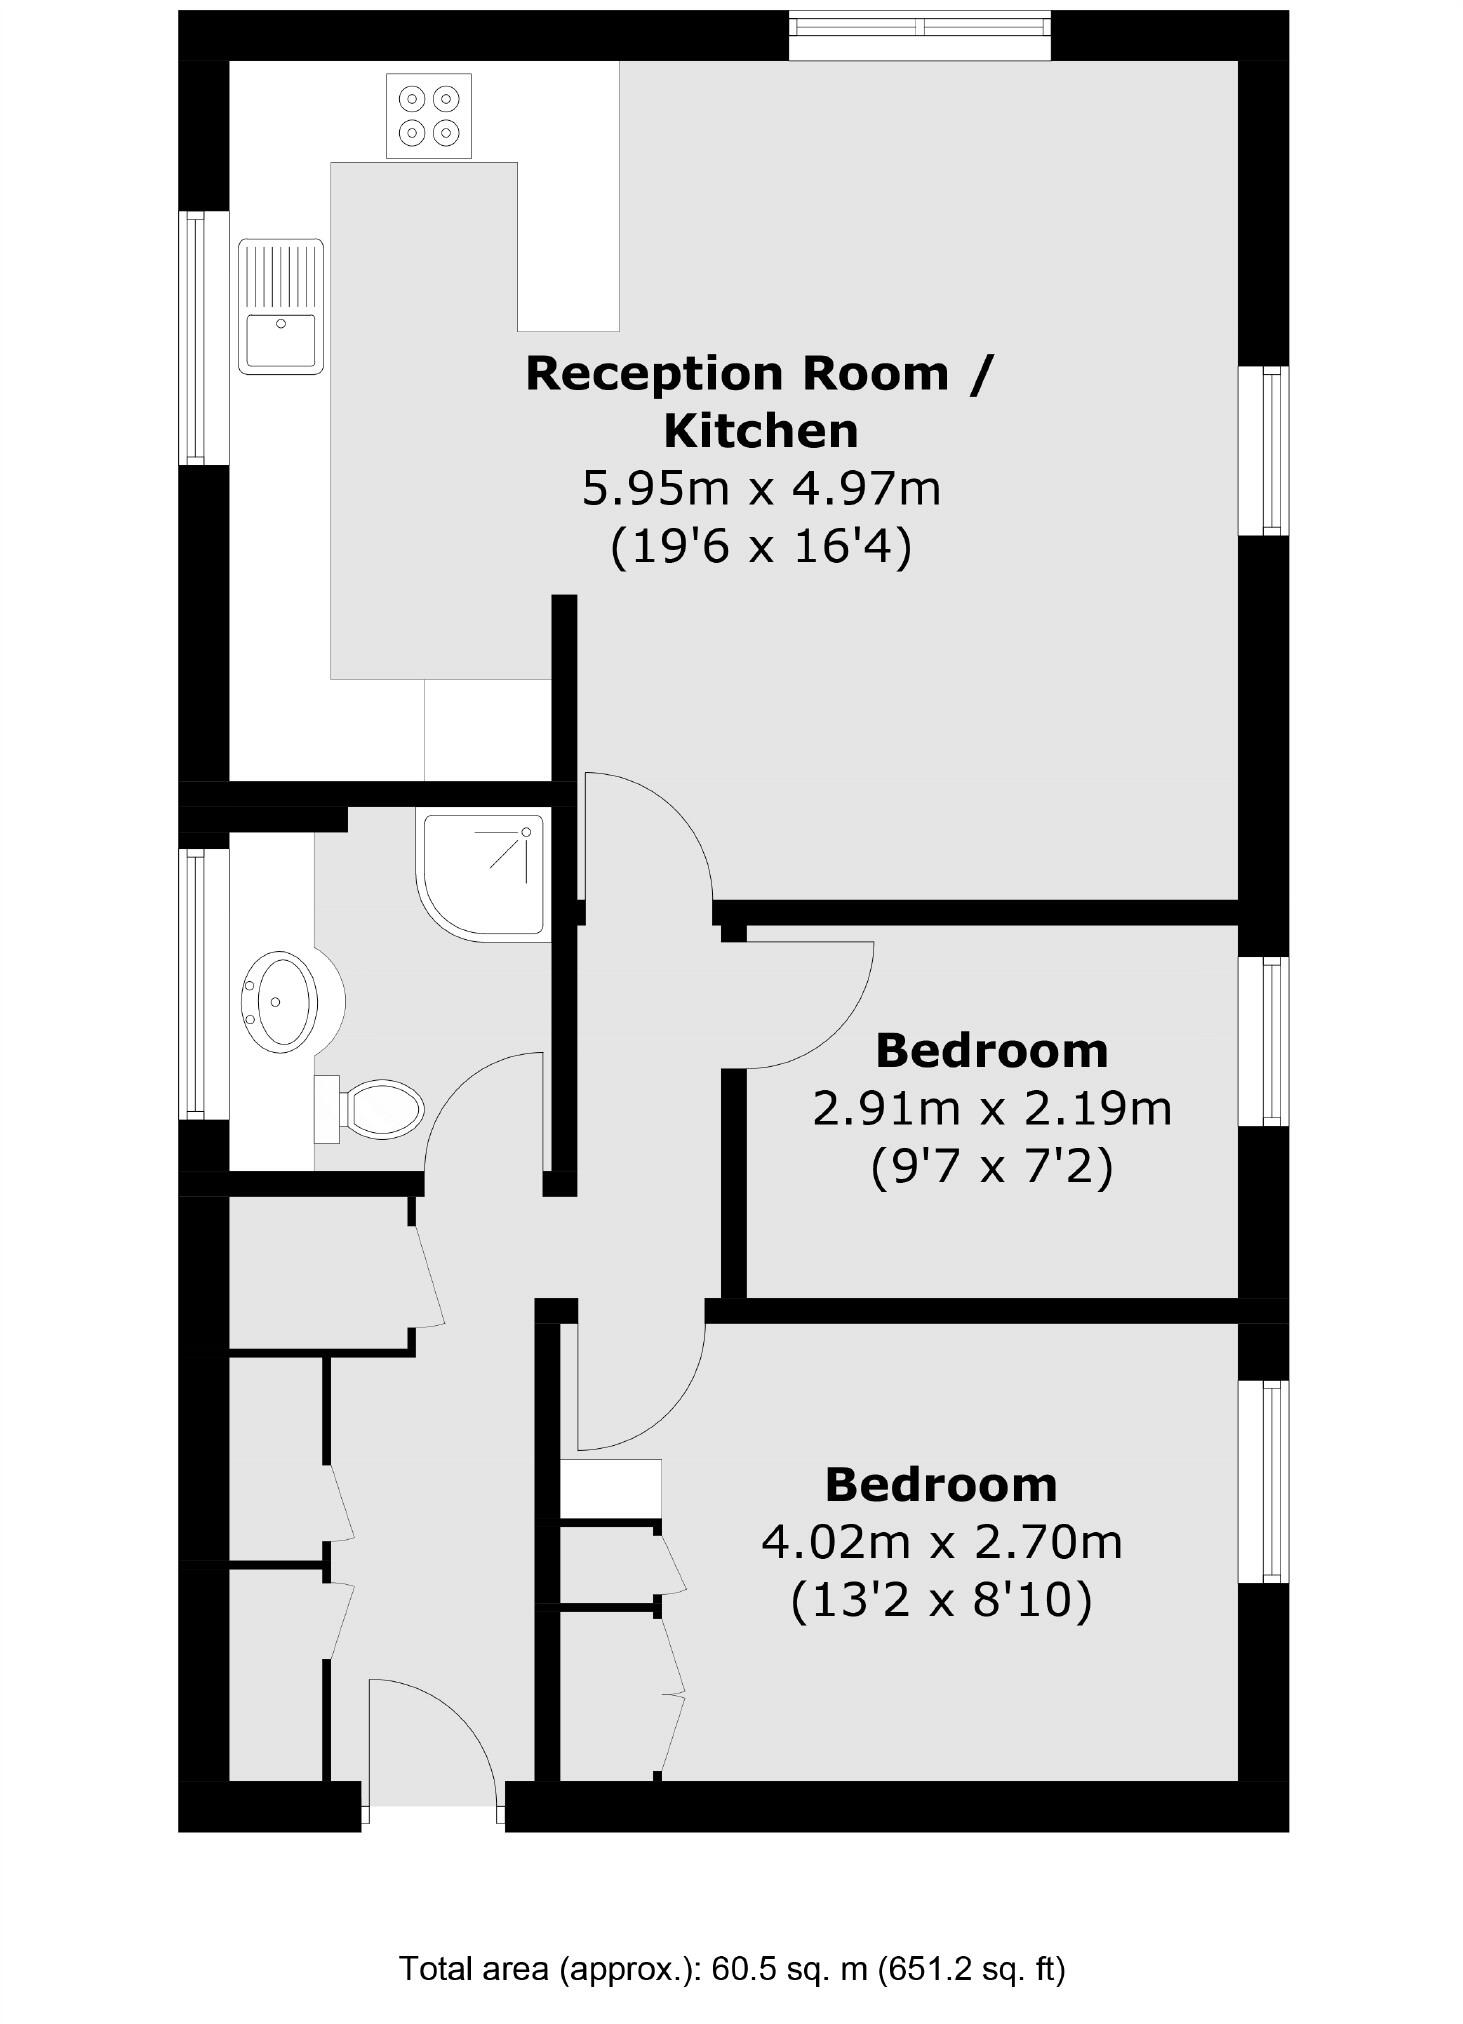 Reception Room /
Kitchen
5.95m x 4.97m
(19'6 x 16'4)
Bedroom
2.91m x 2.19m
(9'7 x 7'2)
Bedroom
4.02m x 2.70m
(13'2 x 8'10)
Total area (approx.): 60.5 sq. m (651.2 sq. ft)